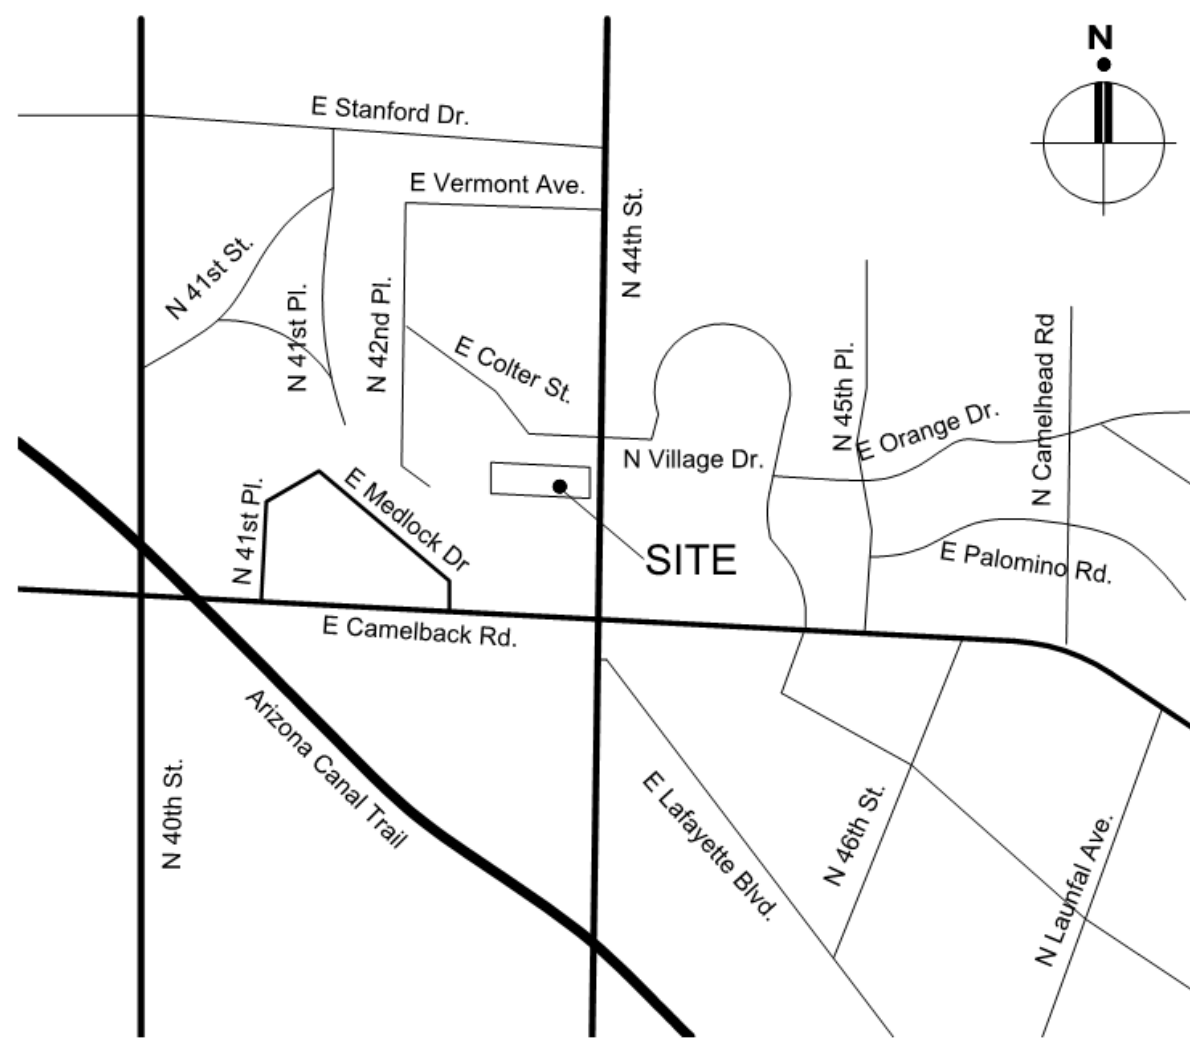 N
E Stanford Dr.
E Vermont Ave.
N 44th St.
N 41st St.
N 41st Pl.
N 42nd Pl.
E Colter St.
N 45th Pl.
E Orange Dr.
N Camelhead Rd
N Village Dr.
N 41st Pl.
E Medlock Dr
SITE
E Palomino Rd.
E Camelback Rd.
Arizona Canal Trail
N 40th St.
E Lafayette Blvd.
N 46th St.
N Launfal Ave.